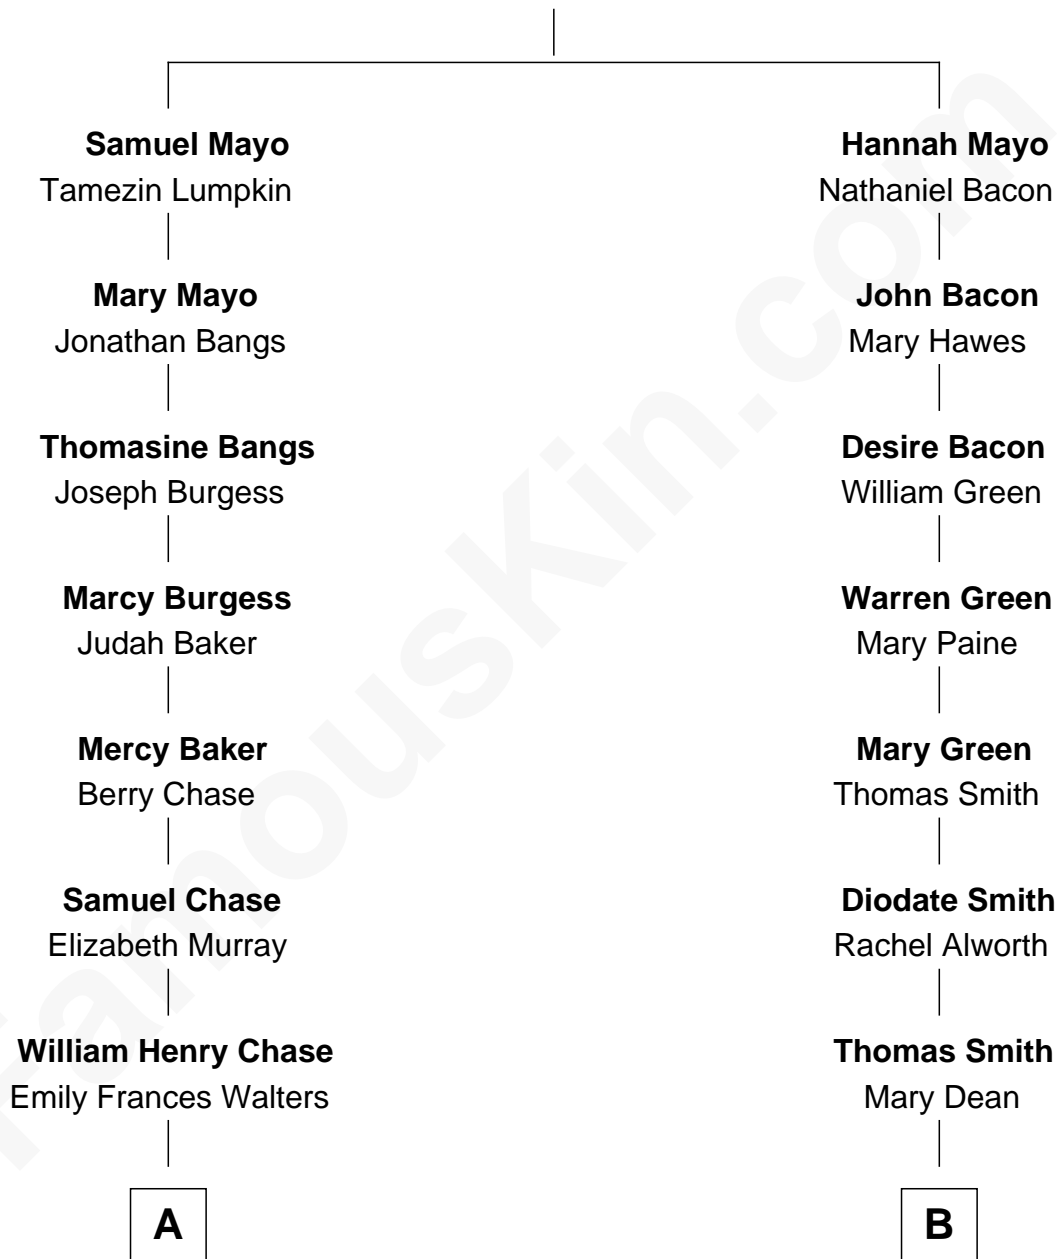 Samuel Mayo
Tamezin Lumpkin
Hannah Mayo
Nathaniel Bacon
Mary Mayo
Jonathan Bangs
John Bacon
Mary Hawes
Thomasine Bangs
Joseph Burgess
Desire Bacon
William Green
Marcy Burgess
Judah Baker
Warren Green
Mary Paine
Mercy Baker
Berry Chase
Mary Green
Thomas Smith
Samuel Chase
Elizabeth Murray
Diodate Smith
Rachel Alworth
William Henry Chase
Emily Frances Walters
Thomas Smith
Mary Dean
A
B
FamousKin.com